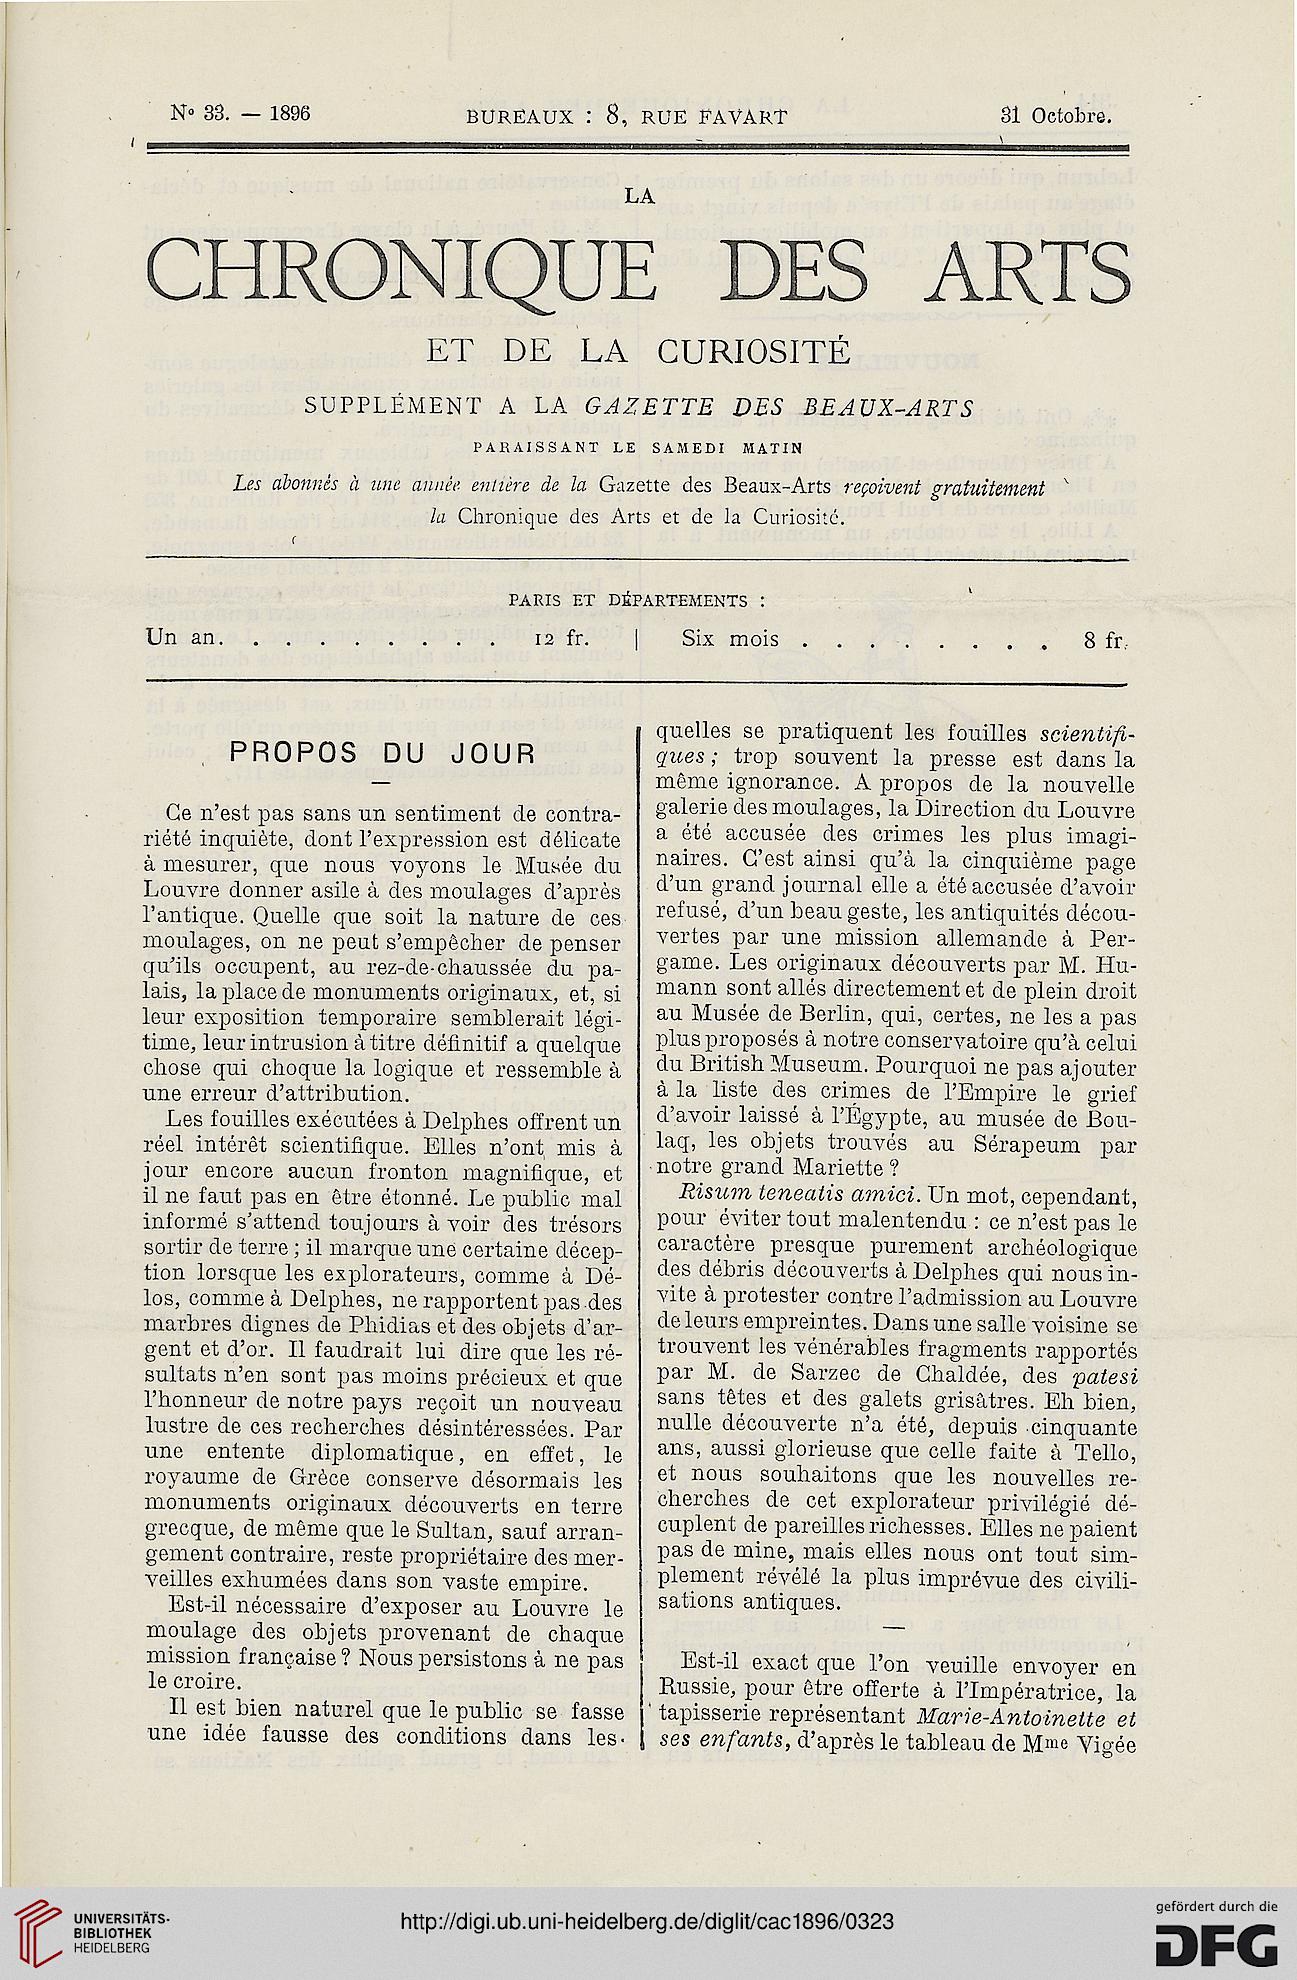 N° 33. — 1896
BUREAUX : 8, RUE FAVART
31 Octobre.
LA
CHRONIQUE DES ARTS
ET DE LA CURIOSITÉ
SUPPLÉMENT A LA GAZETTE DES BEAUX-ARTS
PARAISSANT LE SAMEDI MATIN
Les abonnés à une année entière de la Gazette des Beaux-Arts reçoivent gratuitement
la Chronique des Arts et de la Curiosité.
PARIS ET DÉPARTEMENTS :
Un an. . . . . . . . . 12 fr. | Six mois . . . . . . . . 8 fr.
PROPOS DU JOUR
Ce n'est pas sans un sentiment de contra-
riété inquiète, dont l'expression est délicate
à mesurer, que nous voyons le Musée du
Louvre donner asile à des moulages d'après
l'antique. Quelle que soit la nature de ces
moulages, on ne peut s'empêcher de penser
qu'ils occupent, au rez-de-chaussée du pa-
lais, la place de monuments originaux, et, si
leur exposition temporaire semblerait légi-
time, leur intrusion à titre définitif a quelque
chose qui choque la logique et ressemble à
une erreur d'attribution.
Les fouilles exécutées à Delphes offrent un
réel intérêt scientifique. Elles n'ont mis à
jour encore aucun fronton magnifique, et
il ne faut pas en être étonné. Le public mal
informé s'attend toujours à voir des trésors
sortir de terre ; il marque une certaine décep-
tion lorsque les explorateurs, comme à Dé-
los, comme à Delphes, ne rapportent pas des
marbres dignes de Phidias et des objets d'ar-
gent et d'or. Il faudrait lui dire que les ré-
sultats n'en sont pas moins précieux et que
l'honneur de notre pays reçoit un nouveau
lustre de ces recherches désintéressées. Par
une entente diplomatique, en effet, le
royaume de Grèce conserve désormais les
monuments originaux découverts en terre
grecque, de même que le Sultan, sauf arran-
gement contraire, reste propriétaire des mer-
veilles exhumées dans son vaste empire.
Est-il nécessaire d'exposer au Louvre le
moulage des objets provenant de chaque
mission française ? Nous persistons à ne pas
le croire.
Il est bien naturel que le public se fasse
une idée fausse des conditions dans les-
quelles se pratiquent les fouilles scientifi-
ques ; trop souvent la presse est dans la
même ignorance. A propos de la nouvelle
galerie des moulages, la Direction du Louvre
a été accusée des crimes les plus imagi-
naires. C'est ainsi qu'à la cinquième page
d'un grand journal elle a été accusée d'avoir
refusé, d'un beau geste, les antiquités décou-
vertes par une mission allemande à Per-
game. Les originaux découverts par M. Hu-
mann sont allés directement et de plein droit
au Musée de Berlin, qui, certes, ne les a pas
plus proposés à notre conservatoire qu'à celui
du British Museum. Pourquoi ne pas ajouter
à la liste des crimes de l'Empire le grief
d'avoir laissé à l'Égypte, au musée de Bou-
laq, les objets trouvés au Sérapeum par
notre grand Mariette ?
Risum teneatis amici. Un mot, cependant,
pour éviter tout malentendu : ce n'est pas le
caractère presque purement archéologique
des débris découverts à Delphes qui nous in-
vite à protester contre l'admission au Louvre
de leurs empreintes. Dans une salle voisine se
trouvent les vénérables fragments rapportés
par M. de Sarzec de Chaldée, des patesi
sans têtes et des galets grisâtres. Eh bien,
nulle découverte n'a été, depuis cinquante
ans, aussi glorieuse que celle faite à Tello,
et nous souhaitons que les nouvelles re-
cherches de cet explorateur privilégié dé-
cuplent de pareilles richesses. Elles ne paient
pas de mine, mais elles nous ont tout sim-
plement révélé la plus imprévue des civili-
sations antiques.
—
Est-il exact que l'on veuille envoyer en
Russie, pour être offerte à l'Impératrice, la
tapisserie représentant Marie-Antoinette et
ses enfants, d'après le tableau de Mme Vigée
UNIVERSITÄTS-
BIBLIOTHEK
HEIDELBERG
http://digi.ub.uni-heidelberg.de/diglit/cac1896/0323
gefördert durch die
DFG